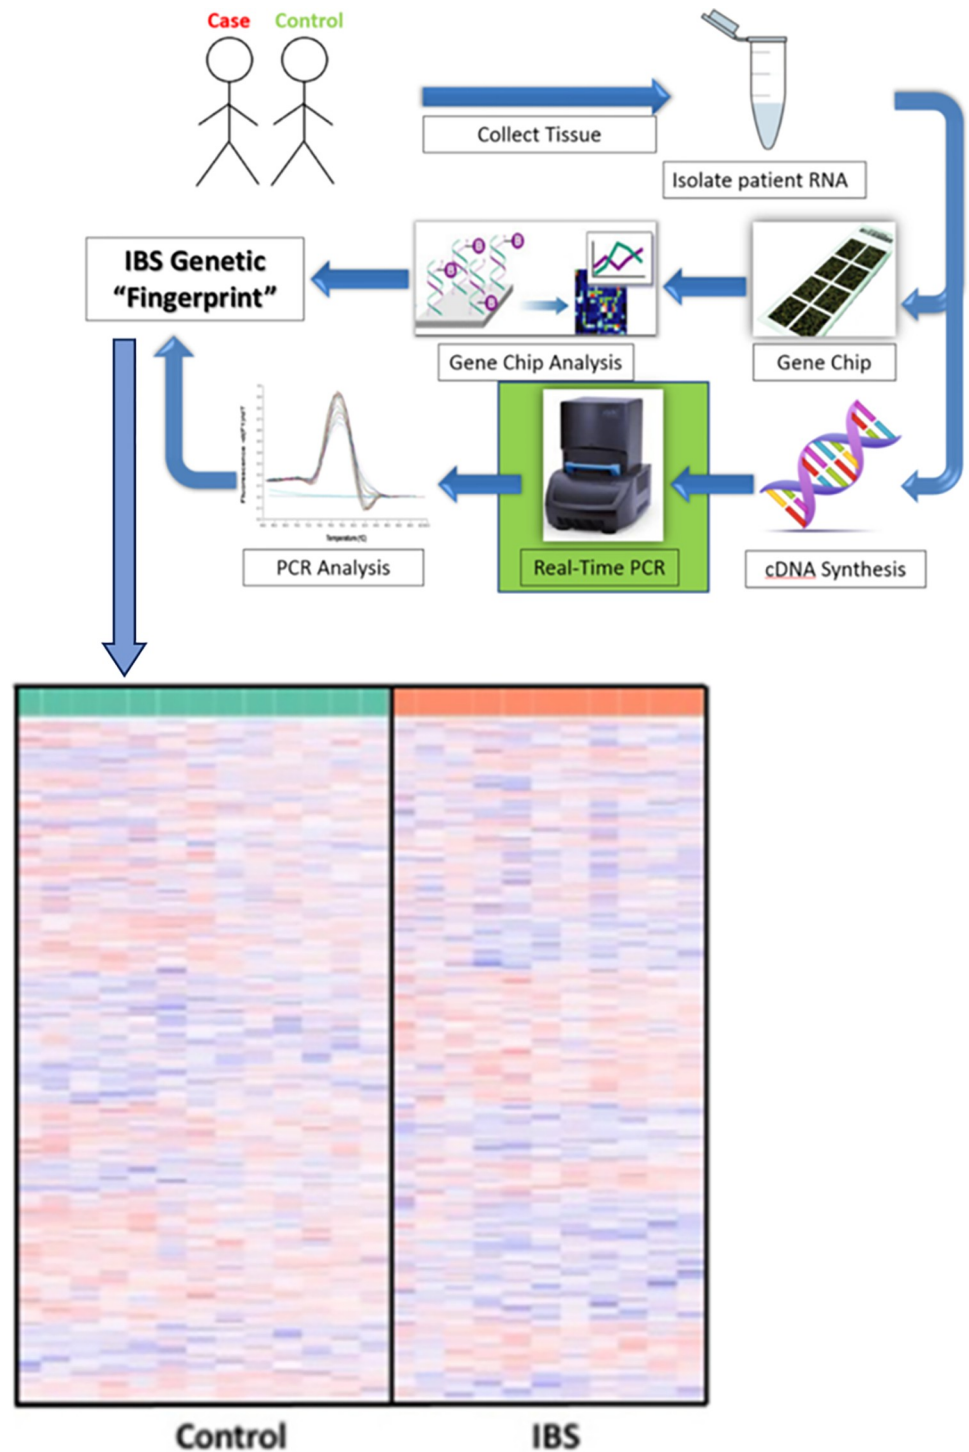 Case Control
Collect Tissue
Isolate patient RNA
IBS Genetic
“Fingerprint”
B
B
B
B
Gene Chip Analysis
Gene Chip
Temperature (°C)
PCR Analysis
Real-Time PCR
cDNA Synthesis
Control IBS